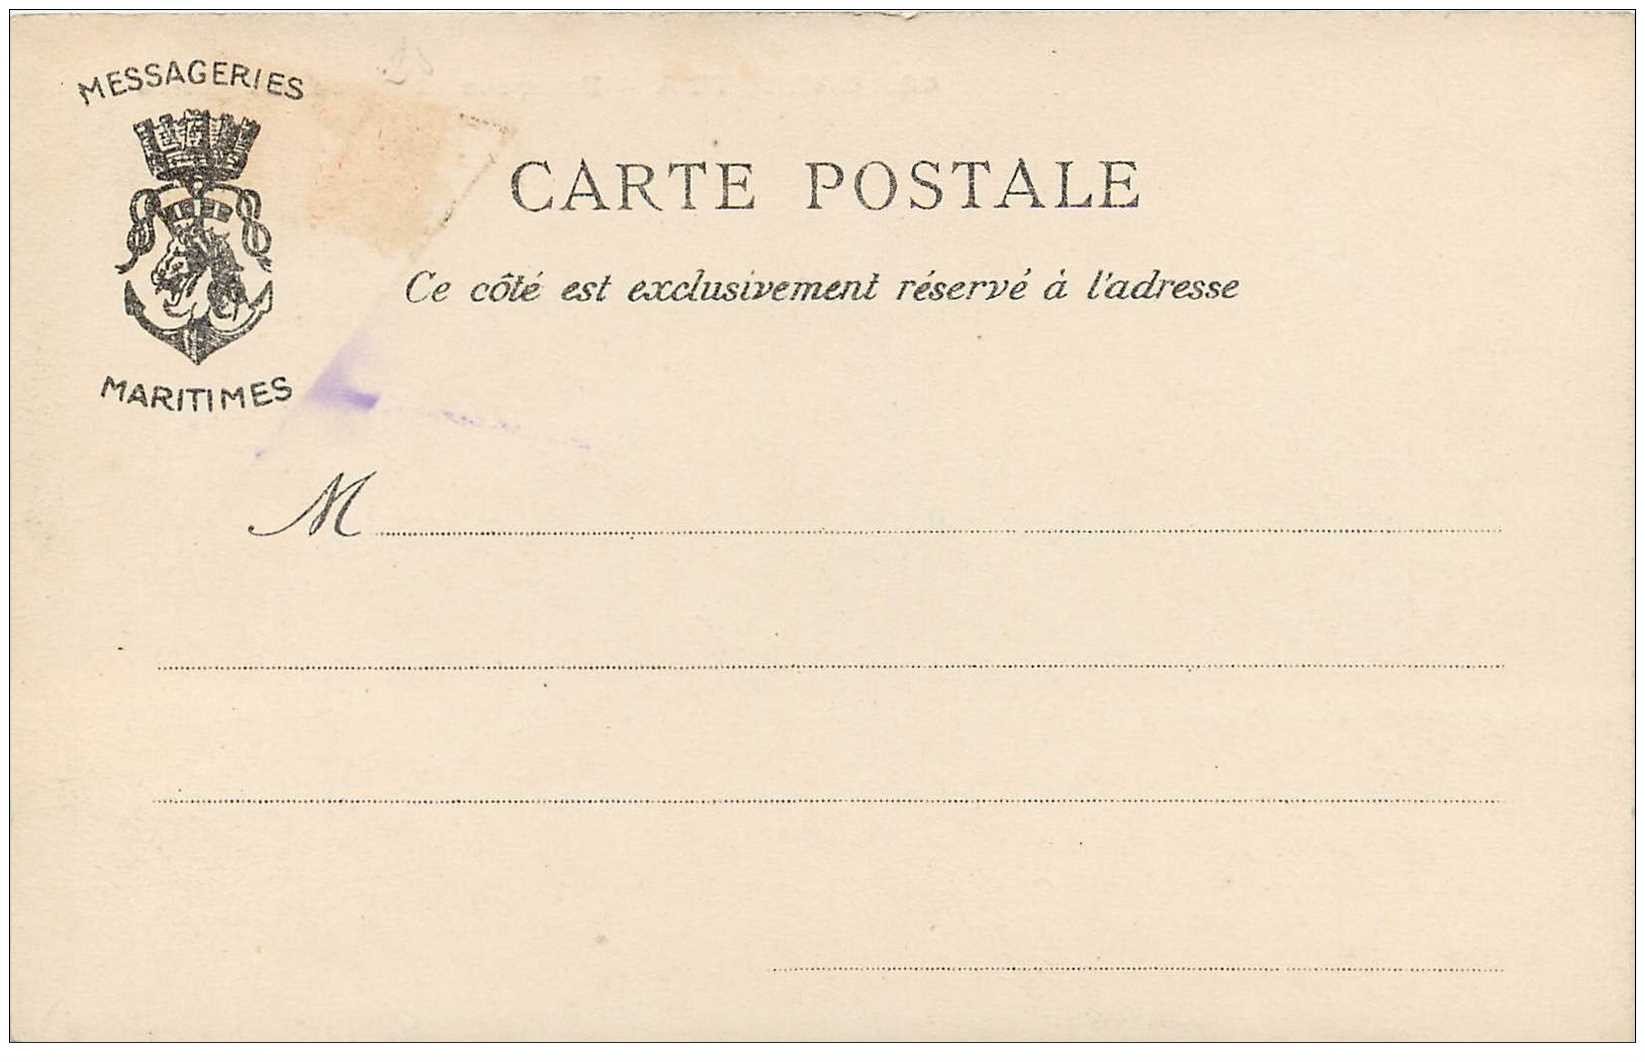 MESSAGERIES
MARITIMES
CARTE POSTALE
Ce côté est exclusivement réservé à l'adresse
M